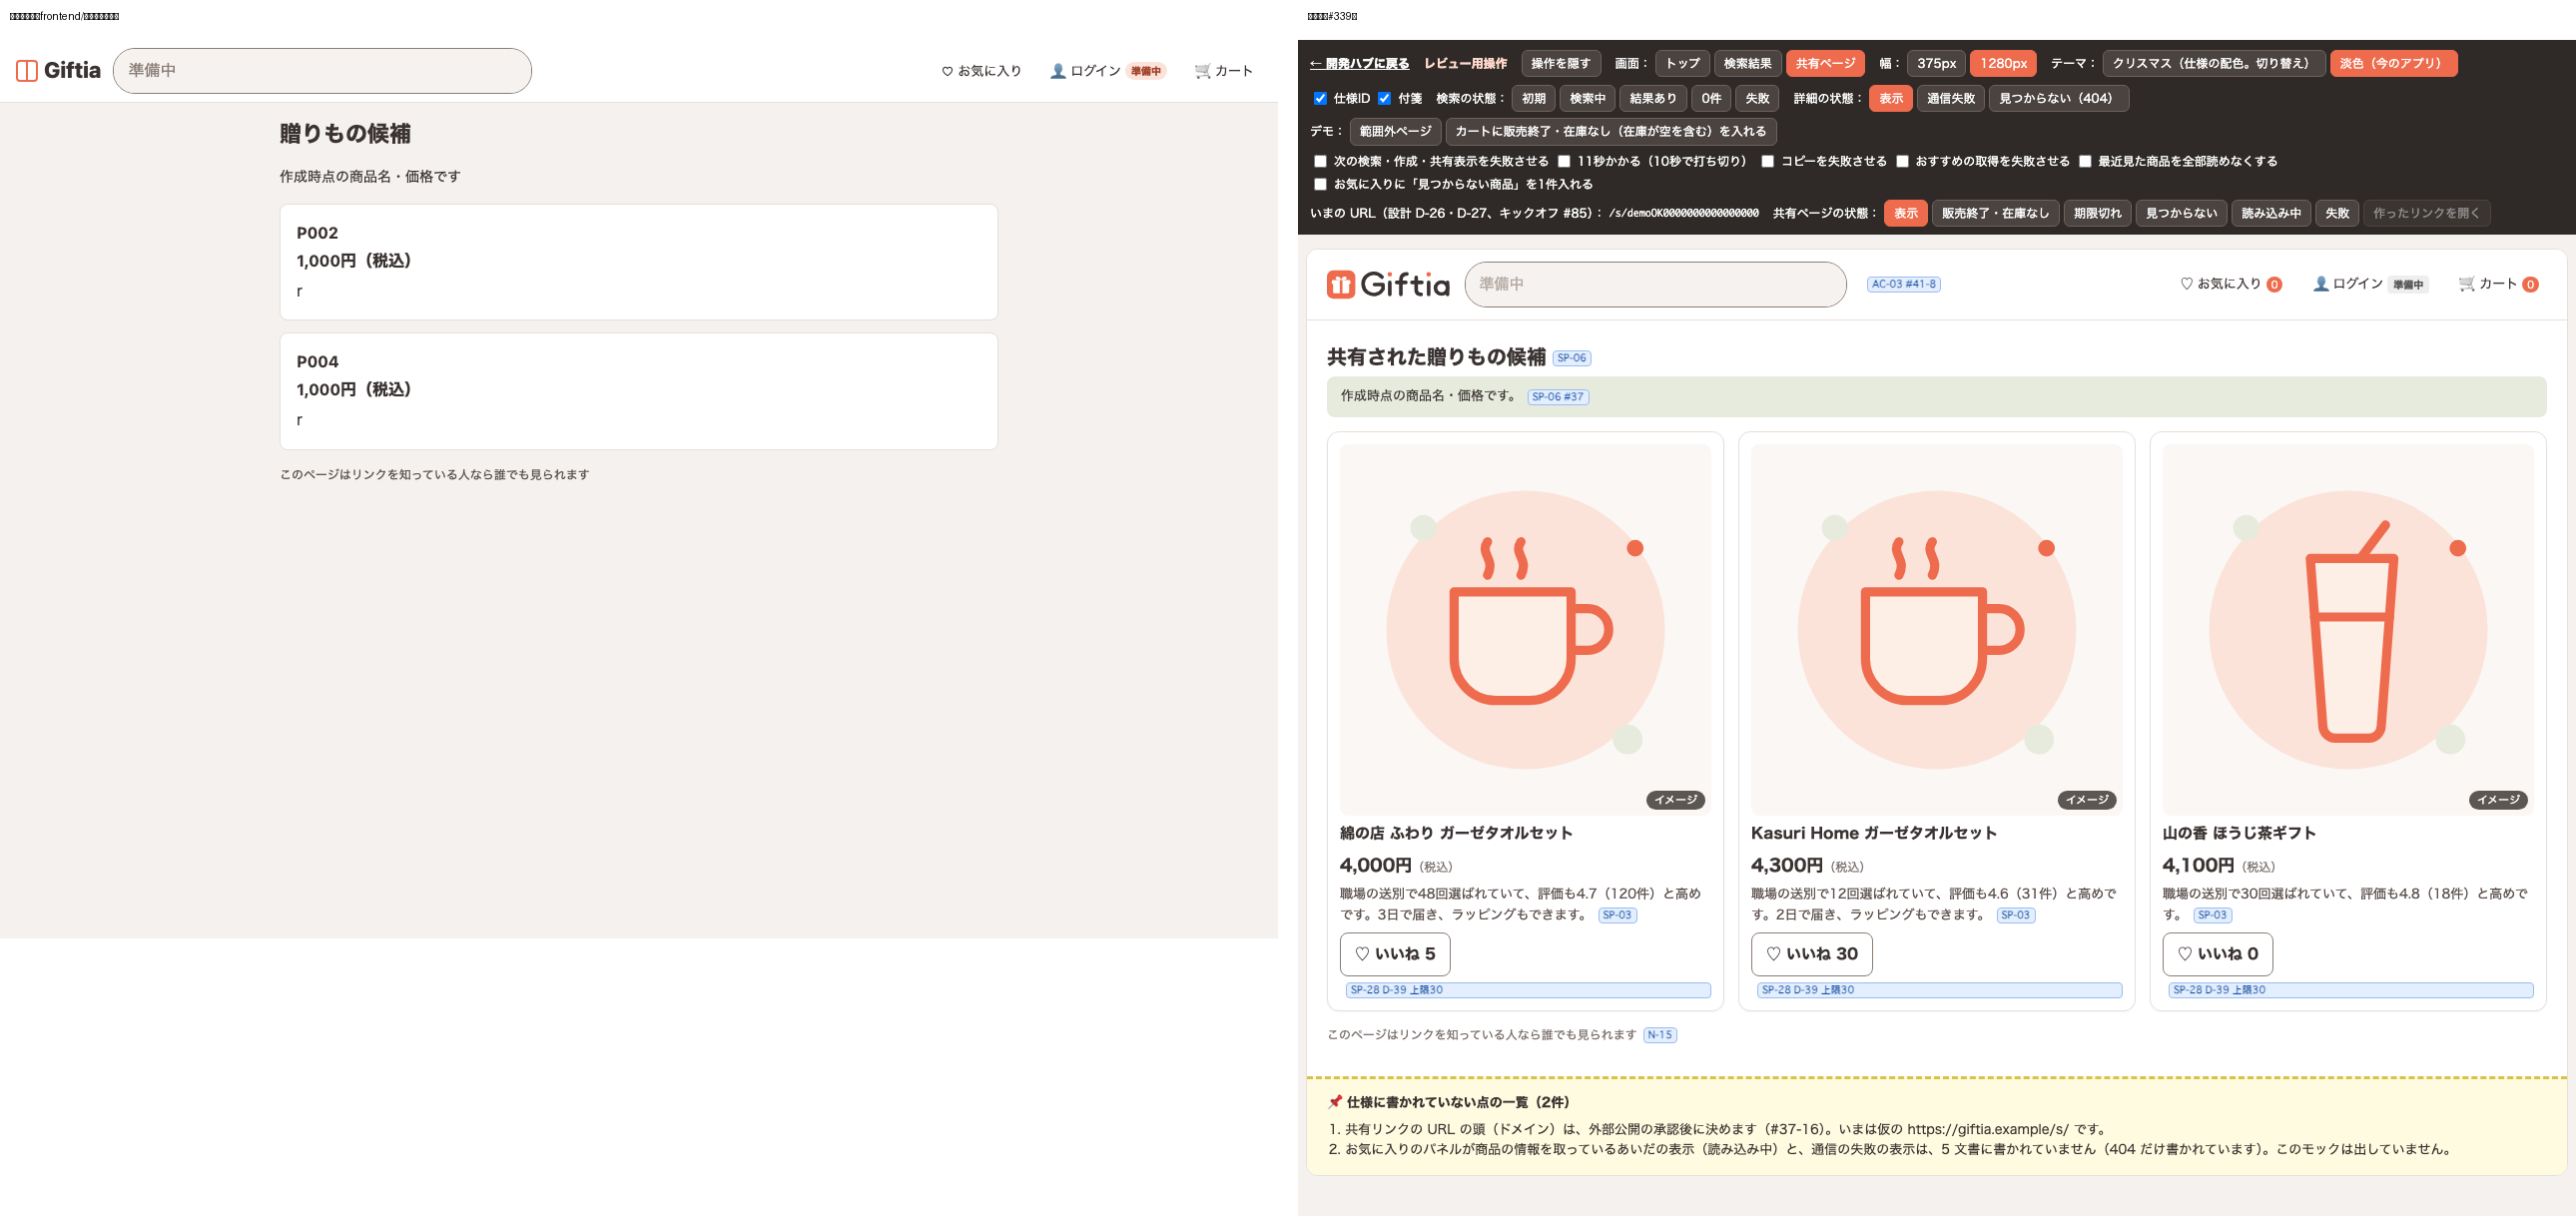 frontend/
Giftia
準備中
♡ お気に入り
ログイン 準備中
カート
贈りもの候補
作成時点の商品名・価格です
P002
1,000円（税込）
r
P004
1,000円（税込）
r
このページはリンクを知っている人なら誰でも見られます
#339
← 開発ハブに戻る レビュー用操作 操作を隠す 画面： トップ 検索結果 共有ページ 幅： 375px 1280px テーマ： クリスマス（仕様の配色。切り替え） 淡色（今のアプリ）
仕様ID 付箋 検索の状態： 初期 検索中 結果あり 0件 失敗 詳細の状態： 表示 通信失敗 見つからない（404）
デモ： 範囲外ページ カートに販売終了・在庫なし（在庫が空を含む）を入れる
次の検索・作成・共有表示を失敗させる 11秒かかる（10秒で打ち切り） コピーを失敗させる おすすめの取得を失敗させる 最近見た商品を全部読めなくする
お気に入りに「見つからない商品」を1件入れる
いまの URL（設計 D-26・D-27、キックオフ #85）： /s/demoOK0000000000000000 共有ページの状態： 表示 販売終了・在庫なし 期限切れ 見つからない 読み込み中 失敗 作ったリンクを開く
Giftia
準備中
AC-03 #41-8
♡ お気に入り 0
ログイン 準備中
カート 0
共有された贈りもの候補 SP-06
作成時点の商品名・価格です。 SP-06 #37
イメージ
綿の店 ふわり ガーゼタオルセット
4,000円（税込）
職場の送別で48回選ばれていて、評価も4.7（120件）と高め
です。3日で届き、ラッピングもできます。 SP-03
♡ いいね 5
SP-28 D-39 上限30
イメージ
Kasuri Home ガーゼタオルセット
4,300円（税込）
職場の送別で12回選ばれていて、評価も4.6（31件）と高めで
す。2日で届き、ラッピングもできます。 SP-03
♡ いいね 30
SP-28 D-39 上限30
イメージ
山の香 ほうじ茶ギフト
4,100円（税込）
職場の送別で30回選ばれていて、評価も4.8（18件）と高めで
す。 SP-03
♡ いいね 0
SP-28 D-39 上限30
このページはリンクを知っている人なら誰でも見られます N-15
📌 仕様に書かれていない点の一覧（2件）
1. 共有リンクの URL の頭（ドメイン）は、外部公開の承認後に決めます（#37-16）。いまは仮の https://giftia.example/s/ です。
2. お気に入りのパネルが商品の情報を取っているあいだの表示（読み込み中）と、通信の失敗の表示は、5 文書に書かれていません（404 だけ書かれています）。このモックは出していません。